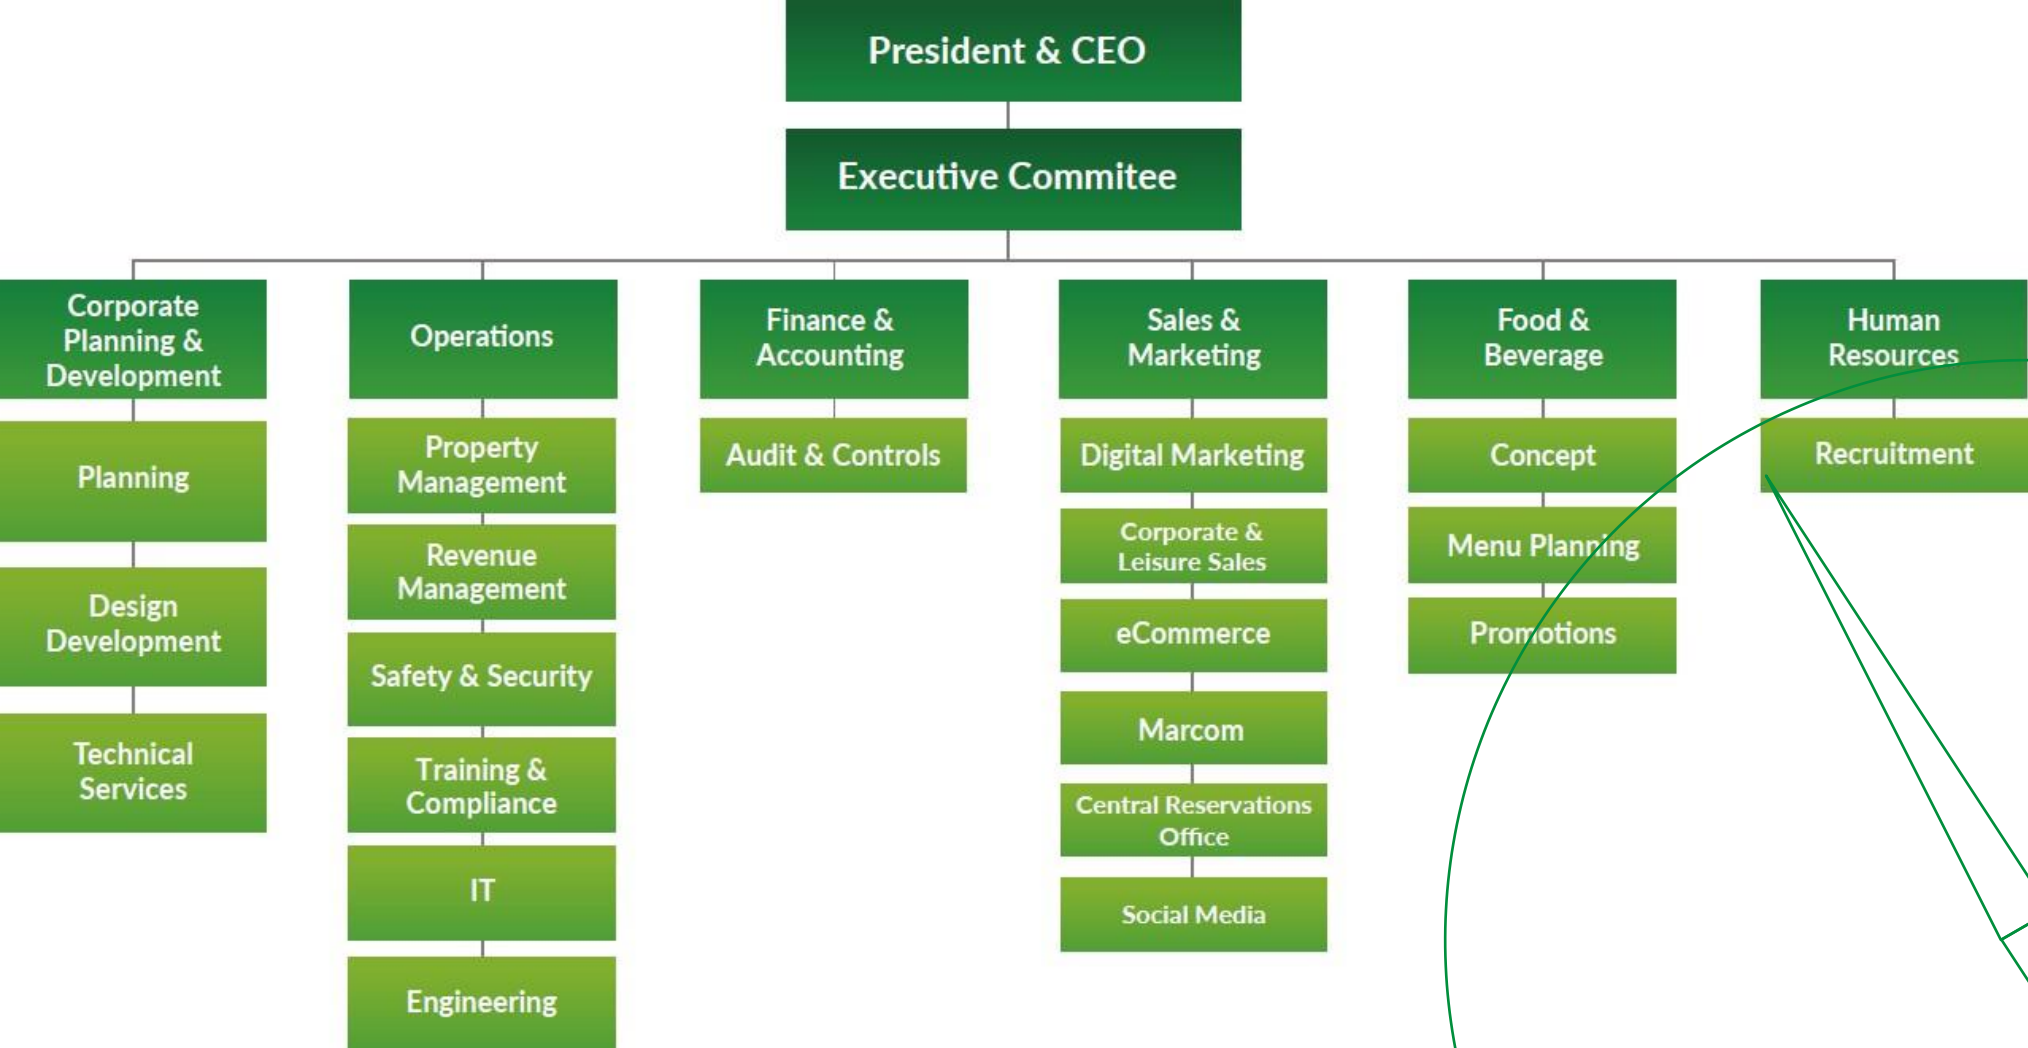 President & CEO
Executive Commitee
Corporate
Planning &
Development
Planning
Design
Development
Technical
Services
Operations
Property
Management
Revenue
Management
Safety & Security
Training &
Compliance
IT
Engineering
Finance &
Accounting
Audit & Controls
Sales &
Marketing
Digital Marketing
Corporate &
Leisure Sales
eCommerce
Marcom
Central Reservations
Office
Social Media
Food &
Beverage
Concept
Menu Planning
Promotions
Human
Resources
Recruitment